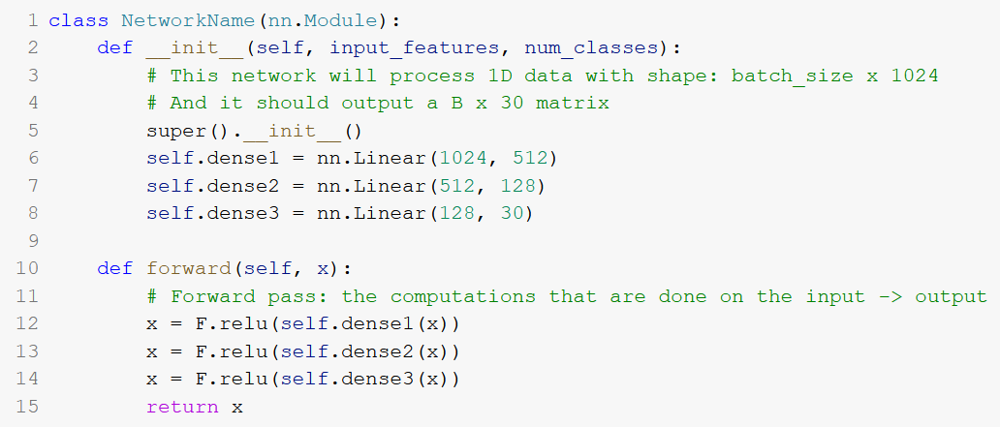 1 class NetworkName(nn.Module):
2     def __init__(self, input_features, num_classes):
3         # This network will process 1D data with shape: batch_size x 1024
4         # And it should output a B x 30 matrix
5         super().__init__()
6         self.dense1 = nn.Linear(1024, 512)
7         self.dense2 = nn.Linear(512, 128)
8         self.dense3 = nn.Linear(128, 30)
9
10     def forward(self, x):
11         # Forward pass: the computations that are done on the input -> output
12         x = F.relu(self.dense1(x))
13         x = F.relu(self.dense2(x))
14         x = F.relu(self.dense3(x))
15         return x